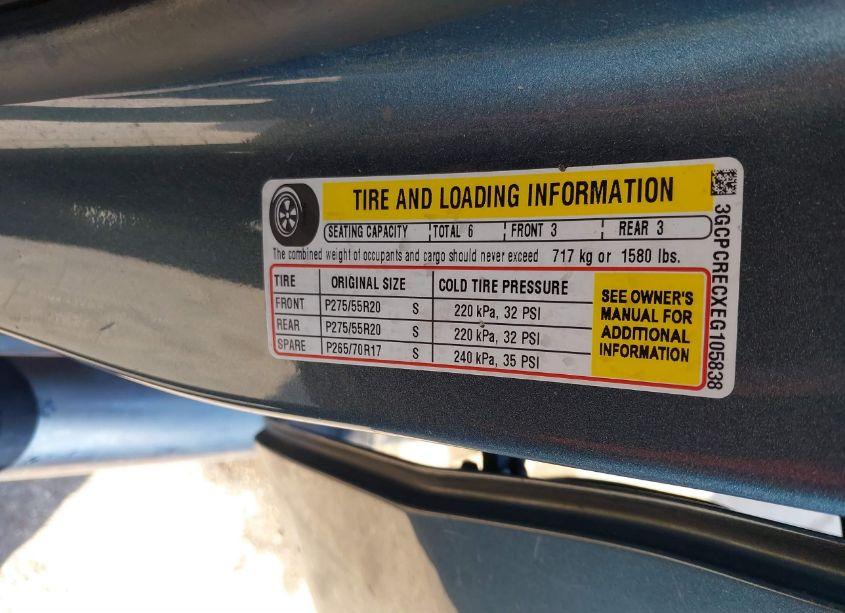 TIRE AND LOADING INFORMATION
SEATING CAPACITY TOTAL 6 FRONT 3 REAR 3
The combined weight of occupants and cargo should never exceed 717 kg or 1580 lbs.
TIRE ORIGINAL SIZE COLD TIRE PRESSURE
FRONT P275/55R20 S 220 kPa, 32 PSI
REAR P275/55R20 S 220 kPa, 32 PSI
SPARE P265/70R17 S 240 kPa, 35 PSI
SEE OWNER'S
MANUAL FOR
ADDITIONAL
INFORMATION
3GCPCRECXEG105838